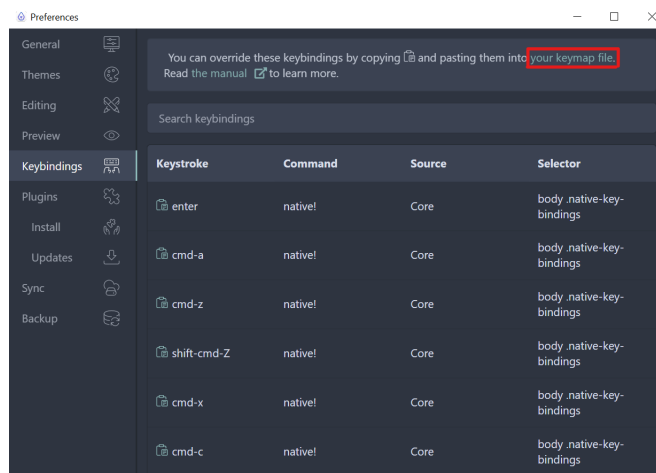 Preferences
General
Themes
Editing
Preview
Keybindings
Plugins
Install
Updates
Sync
Backup
You can override these keybindings by copying and pasting them into your keymap file.
Read the manual to learn more.
Search keybindings
Keystroke Command Source Selector
enter native! Core body .native-key-
bindings
cmd-a native! Core body .native-key-
bindings
cmd-z native! Core body .native-key-
bindings
shift-cmd-Z native! Core body .native-key-
bindings
cmd-x native! Core body .native-key-
bindings
cmd-c native! Core body .native-key-
bindings